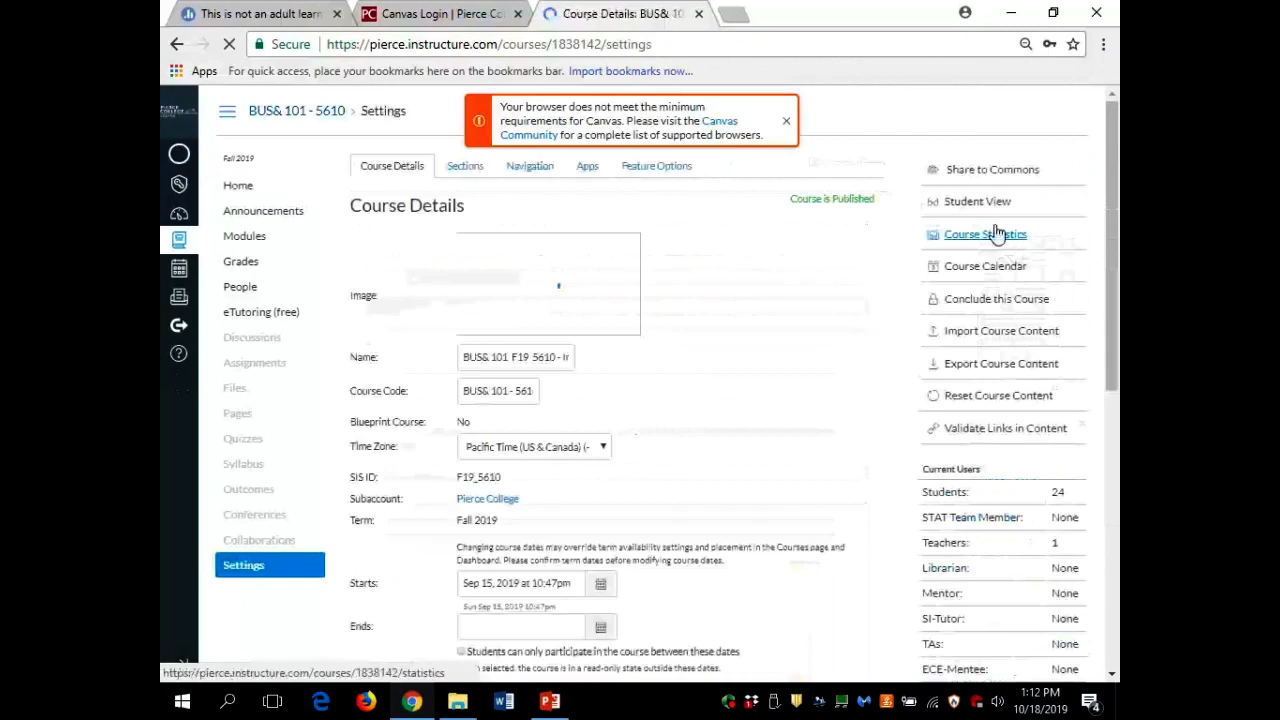 This is not an adult learn
Canvas Login | Pierce Col
Course Details: BUS& 10
Secure
https://pierce.instructure.com/courses/1838142/settings
Apps
For quick access, place your bookmarks here on the bookmarks bar. Import bookmarks now...
BUS& 101 - 5610 › Settings
Your browser does not meet the minimum
requirements for Canvas. Please visit the Canvas
Community for a complete list of supported browsers.
Fall 2019
Home
Announcements
Modules
Grades
People
eTutoring (free)
Discussions
Assignments
Files
Pages
Quizzes
Syllabus
Outcomes
Conferences
Collaborations
Settings
Course Details
Sections
Navigation
Apps
Feature Options
Course Details
Course is Published
Image:
Name:
BUS& 101 F19 5610 - Ir
Course Code:
BUS& 101 - 561
Blueprint Course:
No
Time Zone:
Pacific Time (US & Canada) (-
SIS ID:
F19_5610
Subaccount:
Pierce College
Term:
Fall 2019
Changing course dates may override term availability settings and placement in the Courses page and
Dashboard. Please confirm term dates before modifying course dates.
Starts:
Sep 15, 2019 at 10:47pm
Sun Sep 15, 2019 10:47pm
Ends:
Students can only participate in the course between these dates
selected, the course is in a read-only state outside these dates.
Share to Commons
Student View
Course Statistics
Course Calendar
Conclude this Course
Import Course Content
Export Course Content
Reset Course Content
Validate Links in Content
Current Users
Students: 24
STAT Team Member: None
Teachers: 1
Librarian: None
Mentor: None
SI-Tutor: None
TAs: None
ECE-Mentee: None
https://pierce.instructure.com/courses/1838142/statistics
1:12 PM
10/18/2019
4